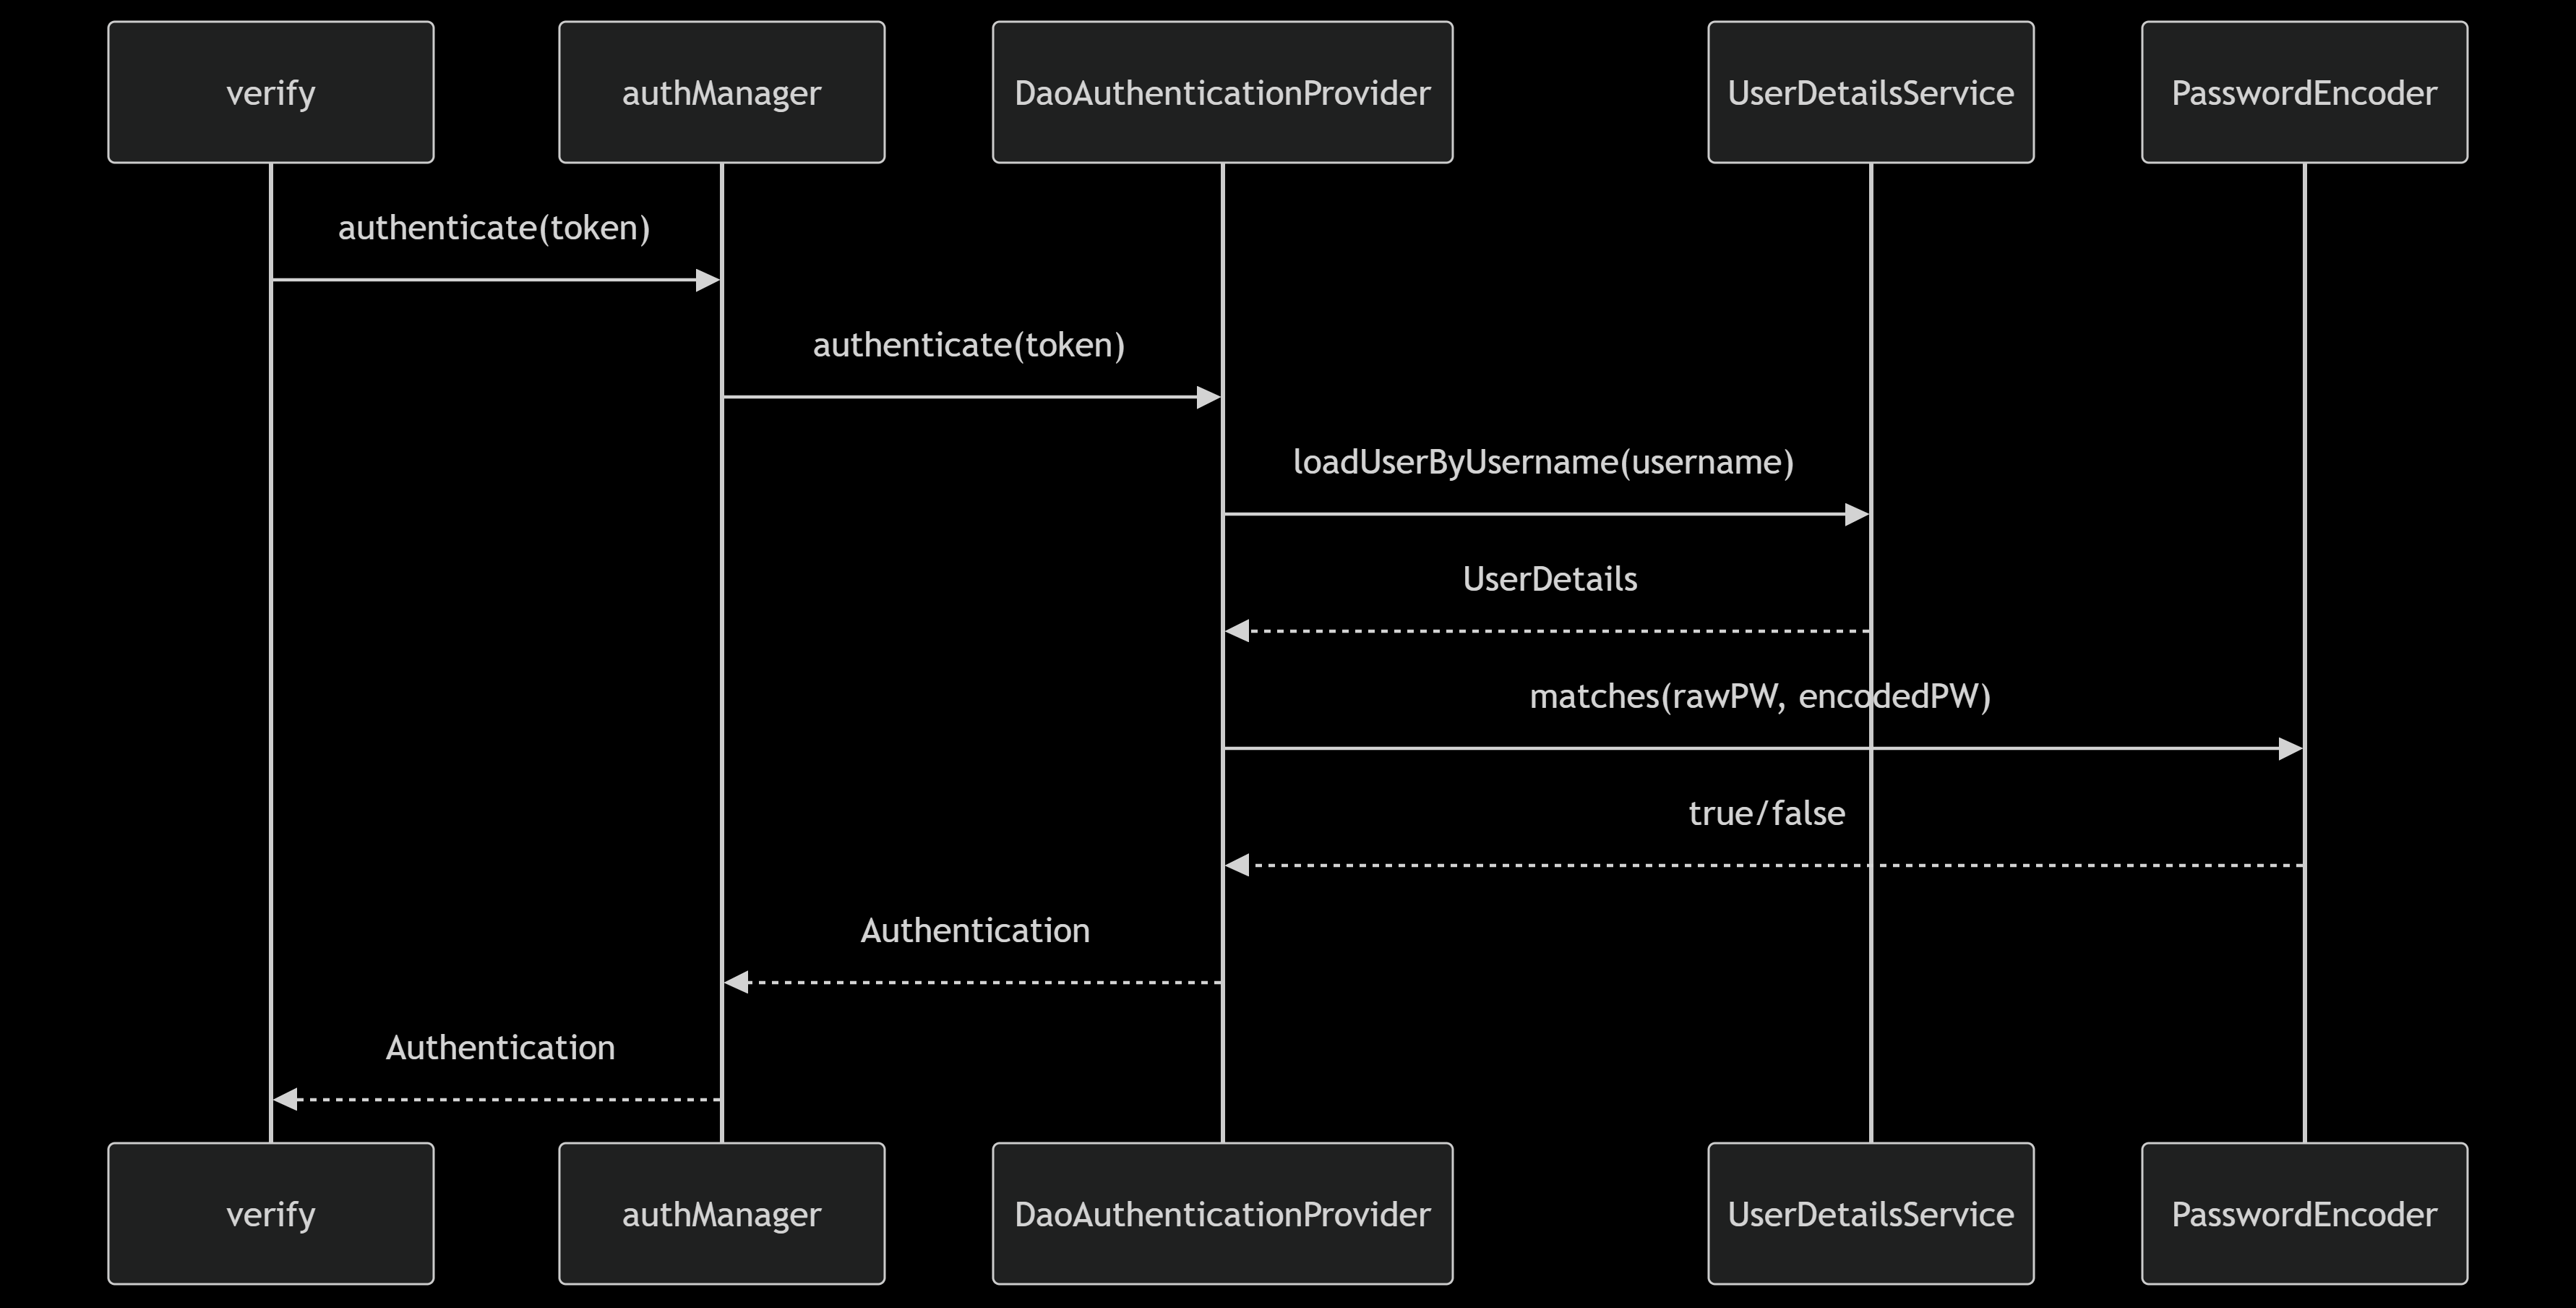 verify
authManager
DaoAuthenticationProvider
UserDetailsService
PasswordEncoder
authenticate(token)
authenticate(token)
loadUserByUsername(username)
UserDetails
matches(rawPW, encodedPW)
true/false
Authentication
Authentication
verify
authManager
DaoAuthenticationProvider
UserDetailsService
PasswordEncoder